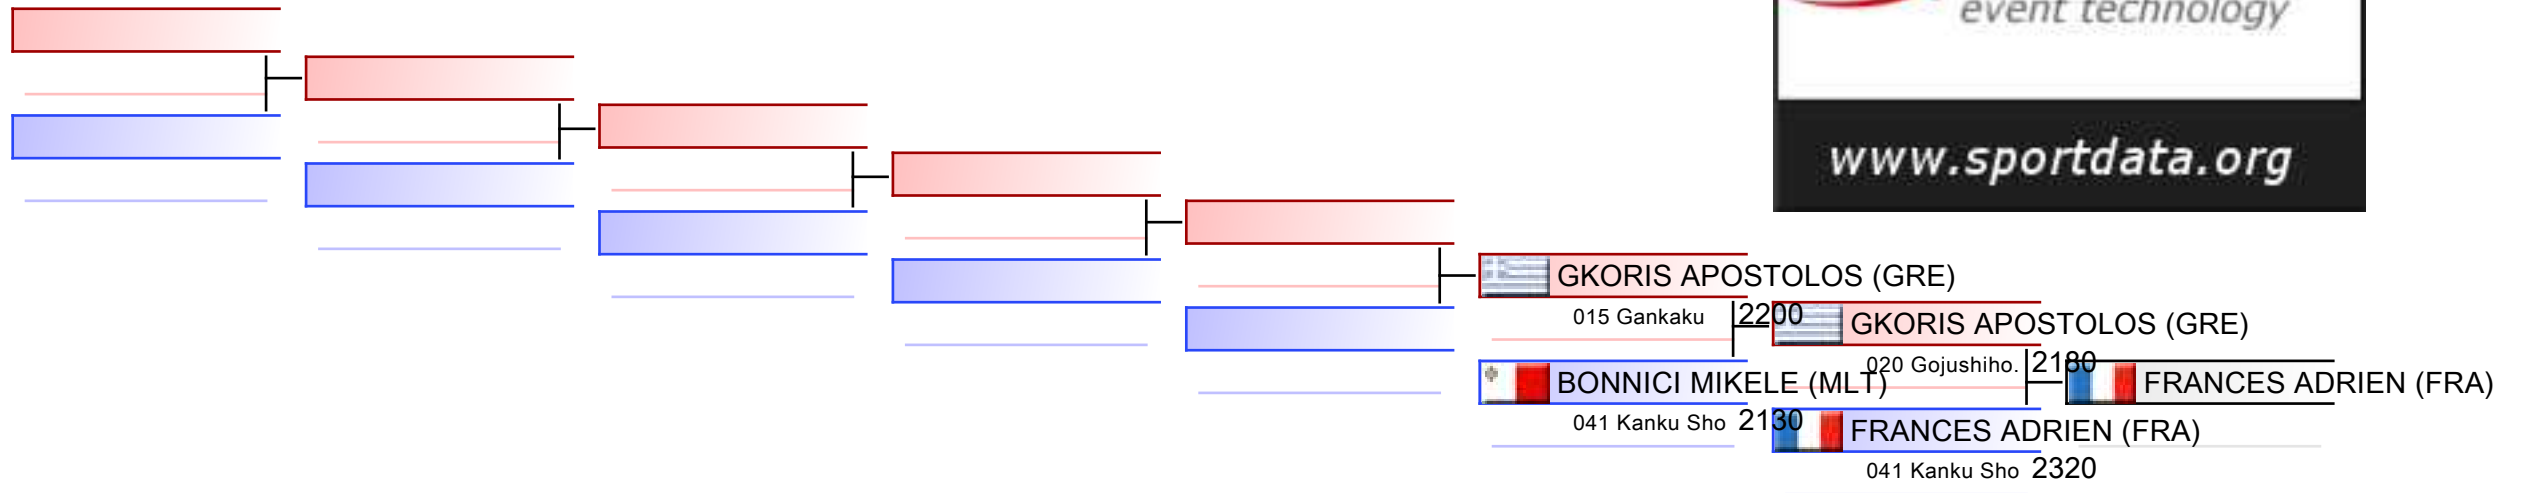 event technology
www.sportdata.org
GKORIS APOSTOLOS (GRE)
015 Gankaku 2200
BONNICI MIKELE (MLT)
041 Kanku Sho 2130
GKORIS APOSTOLOS (GRE)
020 Gojushiho. 2180
FRANCES ADRIEN (FRA)
041 Kanku Sho 2320
FRANCES ADRIEN (FRA)